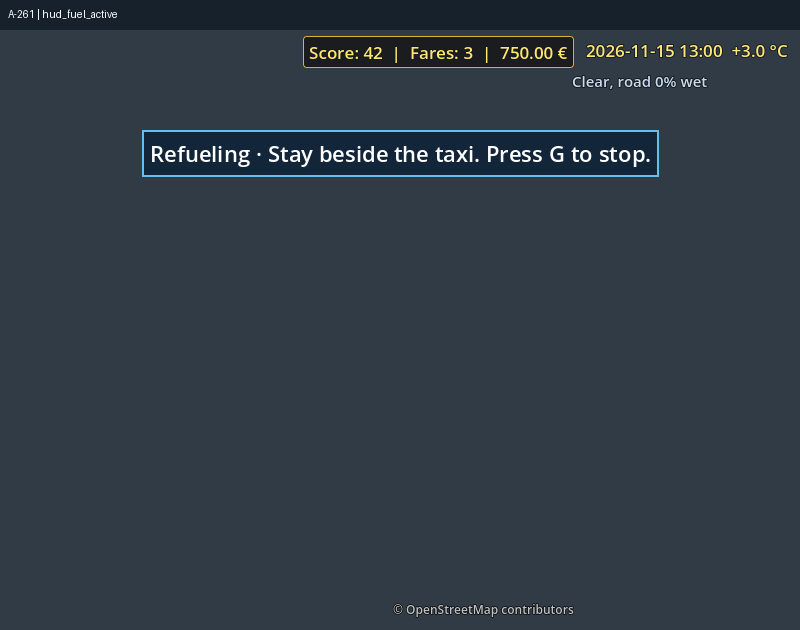 A-261 | hud_fuel_active
Score: 42 | Fares: 3 | 750.00 €
2026-11-15 13:00 +3.0 °C
Clear, road 0% wet
Refueling · Stay beside the taxi. Press G to stop.
© OpenStreetMap contributors